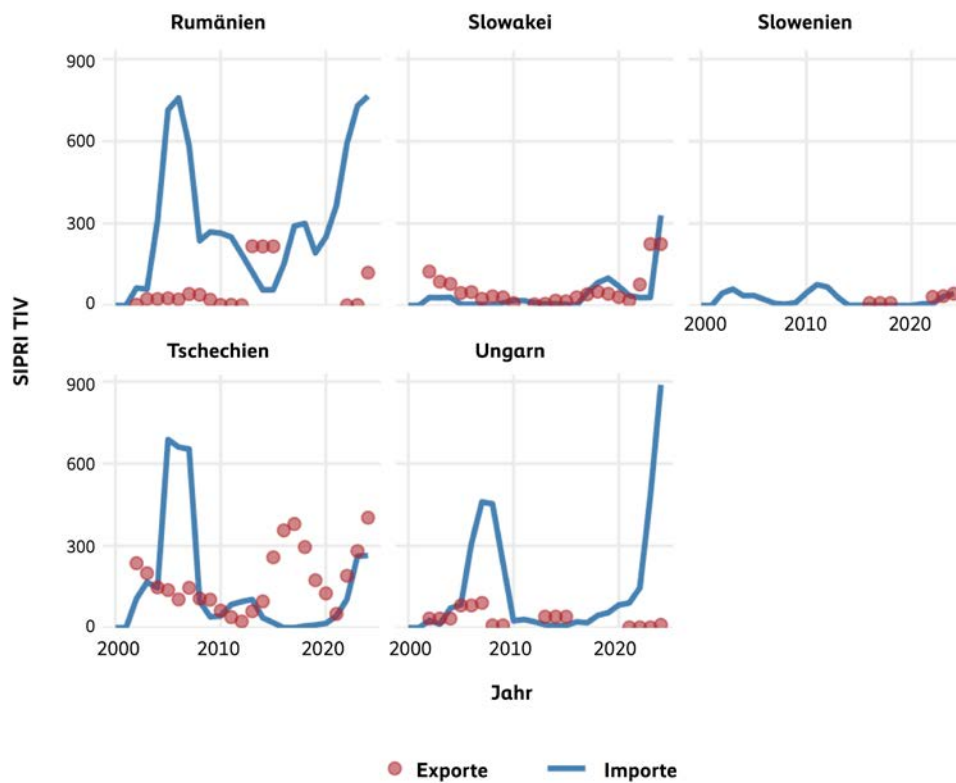 Rumänien Slowakei Slowenien
900
600
300
0
2000 2010 2020
SIPRI TIV
Tschechien Ungarn
900
600
300
0
2000 2010 2020 2000 2010 2020
Jahr
Exporte Importe